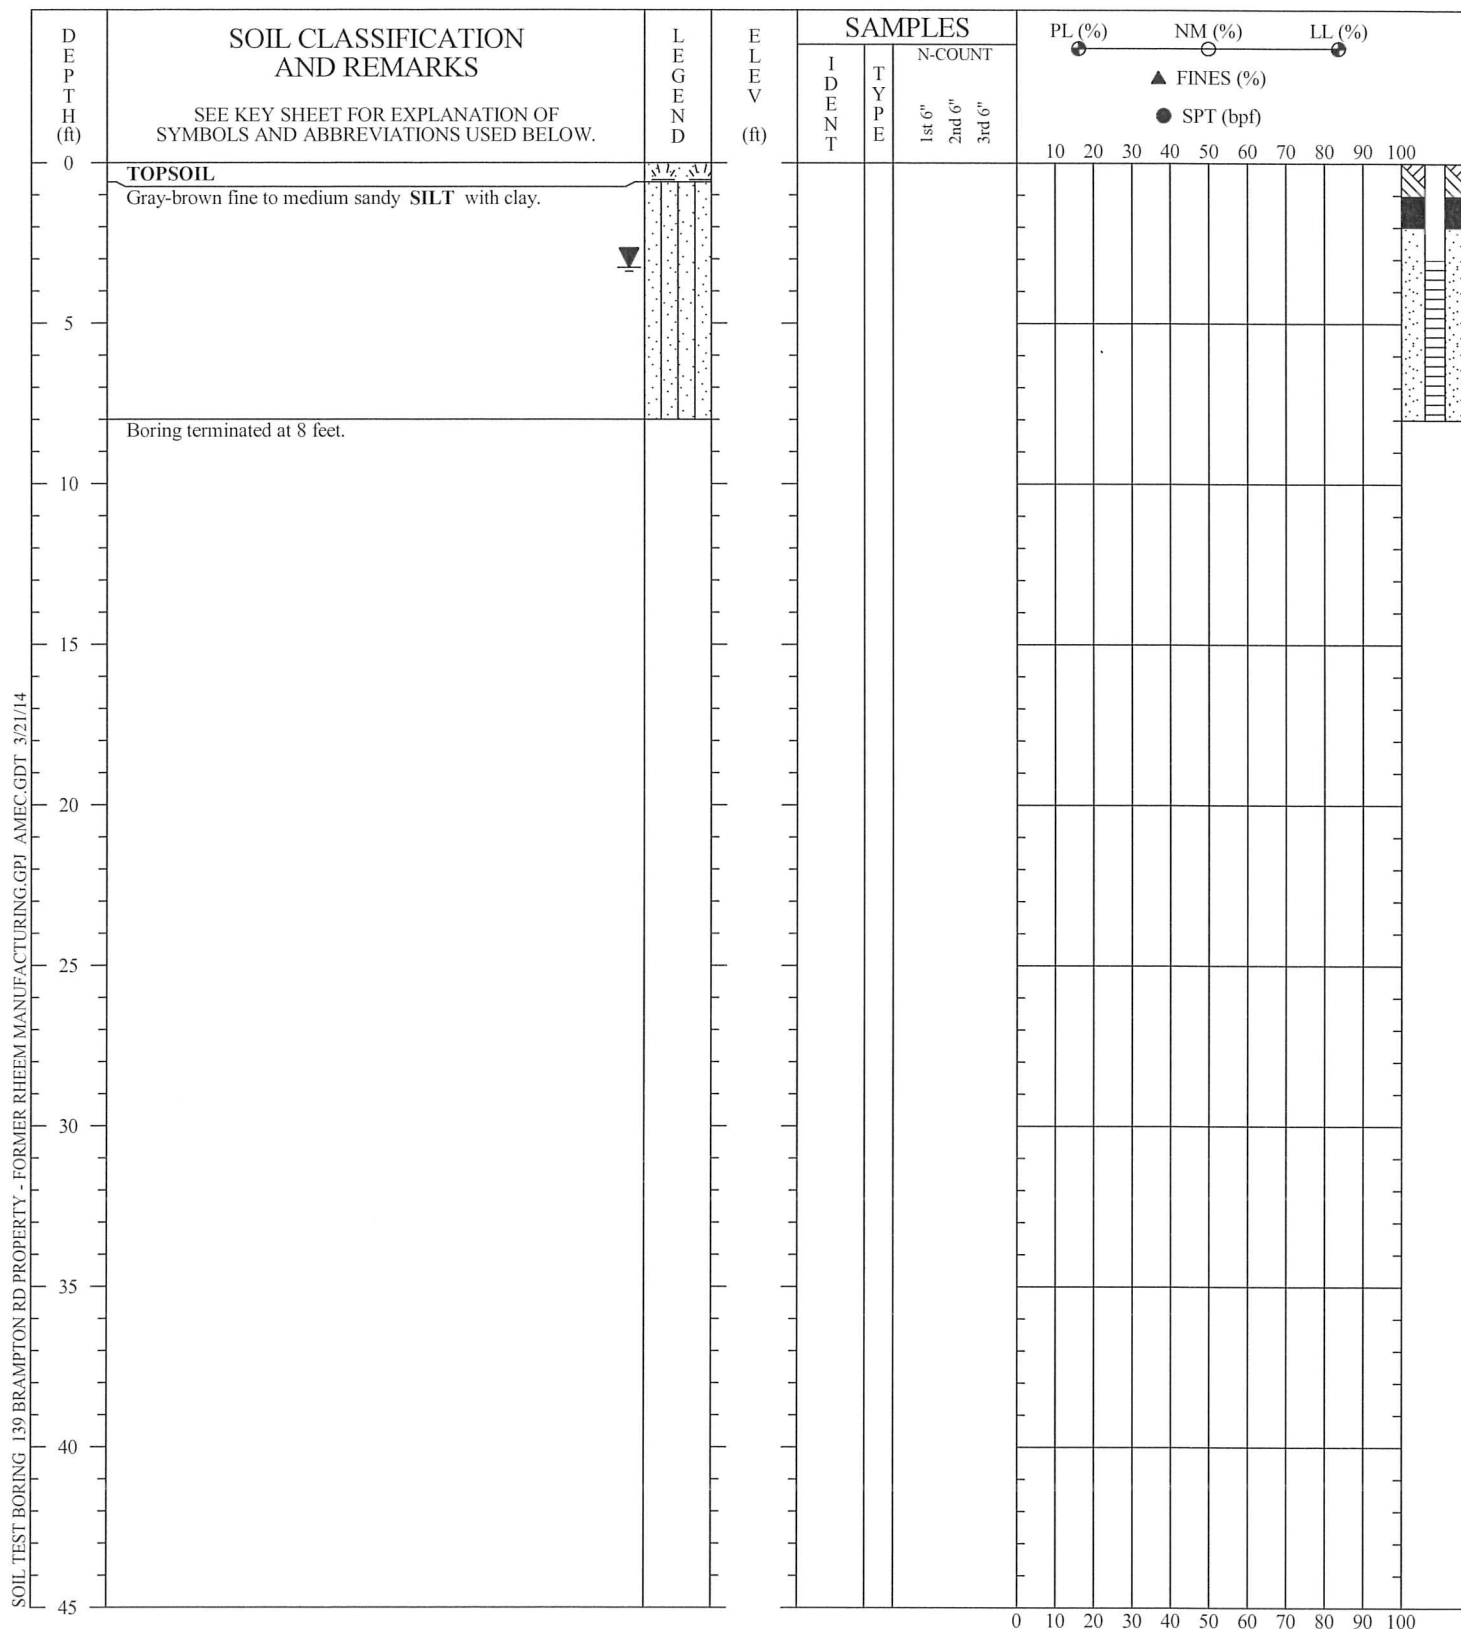 DEPTH (ft)
SOIL CLASSIFICATION
AND REMARKS
SEE KEY SHEET FOR EXPLANATION OF
SYMBOLS AND ABBREVIATIONS USED BELOW.
LEGEND
ELEV (ft)
SAMPLES
IDENT
TYPE
N-COUNT
1st 6"
2nd 6"
3rd 6"
PL (%) NM (%) LL (%)
▲ FINES (%)
● SPT (bpf)
10 20 30 40 50 60 70 80 90 100
0
TOPSOIL
Gray-brown fine to medium sandy SILT with clay.
5
Boring terminated at 8 feet.
10
15
20
25
30
35
40
45
0 10 20 30 40 50 60 70 80 90 100
SOIL TEST BORING 139 BRAMPTON RD PROPERTY - FORMER RHEEM MANUFACTURING.GPJ AMEC.GDT 3/21/14